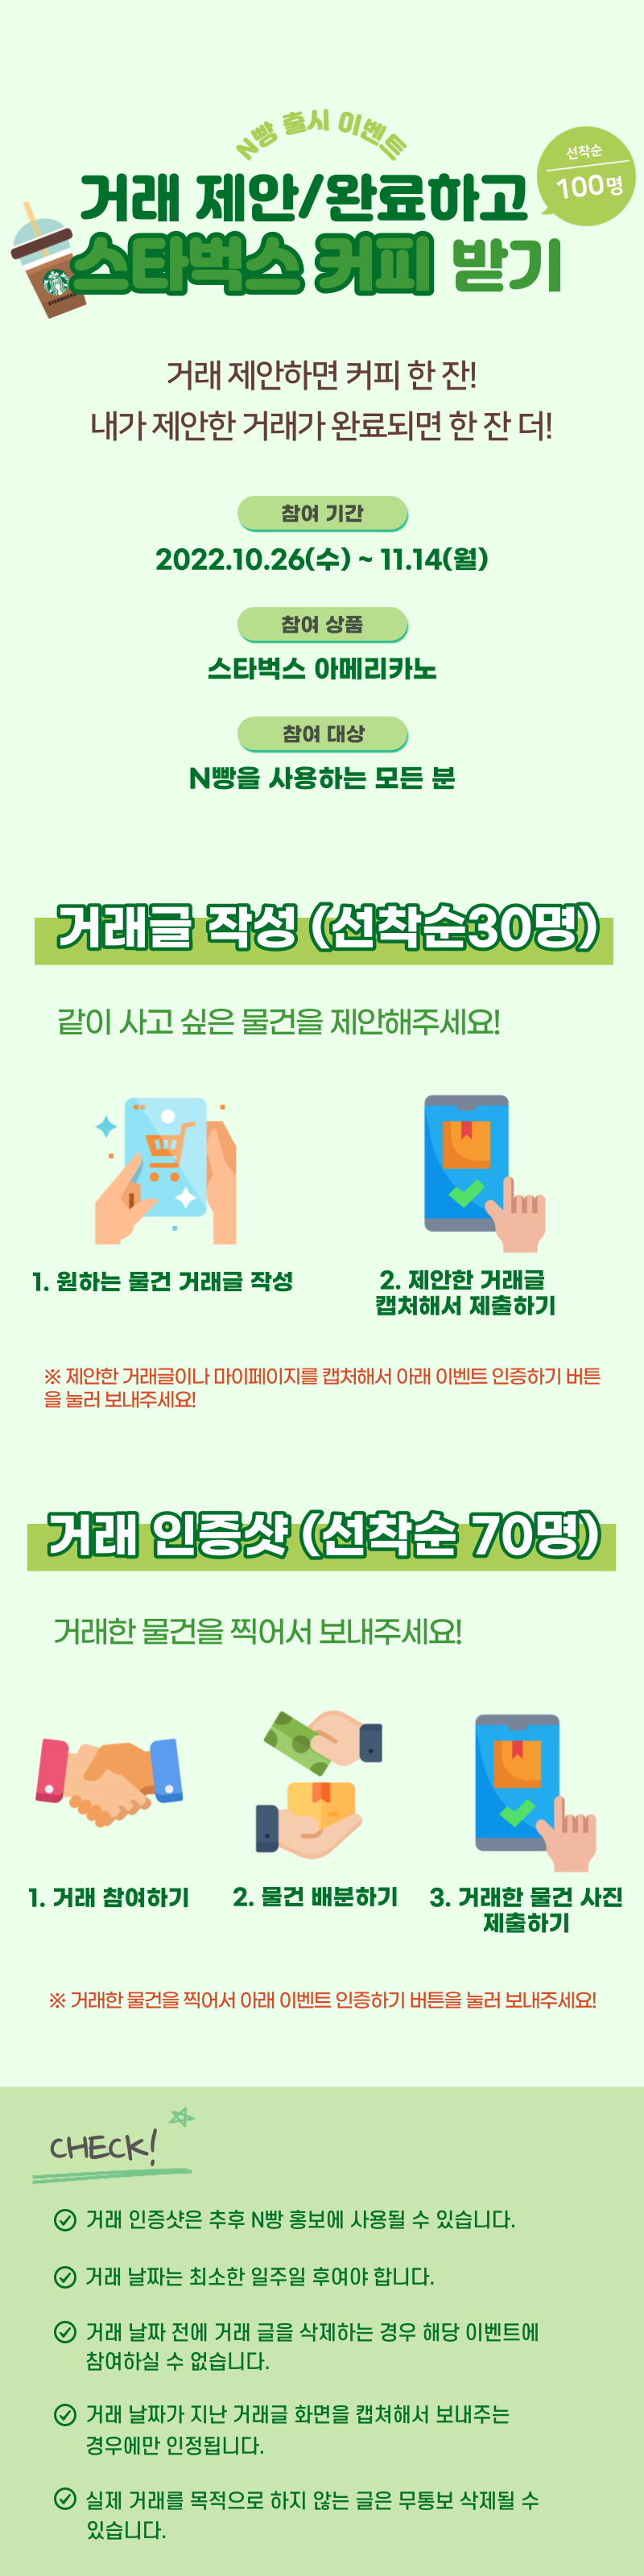 N빵 출시 이벤트
선착순
100명
거래 제안/완료하고
스타벅스 커피 받기
STARBUCKS
거래 제안하면 커피 한 잔!
내가 제안한 거래가 완료되면 한 잔 더!
참여 기간
2022.10.26(수) ~ 11.14(월)
참여 상품
스타벅스 아메리카노
참여 대상
N빵을 사용하는 모든 분
거래글 작성 (선착순30명)
같이 사고 싶은 물건을 제안해주세요!
1. 원하는 물건 거래글 작성
2. 제안한 거래글
캡처해서 제출하기
※ 제안한 거래글이나 마이페이지를 캡처해서 아래 이벤트 인증하기 버튼
을 눌러 보내주세요!
거래 인증샷 (선착순 70명)
거래한 물건을 찍어서 보내주세요!
1. 거래 참여하기
2. 물건 배분하기
3. 거래한 물건 사진
제출하기
※ 거래한 물건을 찍어서 아래 이벤트 인증하기 버튼을 눌러 보내주세요!
CHECK!
거래 인증샷은 추후 N빵 홍보에 사용될 수 있습니다.
거래 날짜는 최소한 일주일 후여야 합니다.
거래 날짜 전에 거래 글을 삭제하는 경우 해당 이벤트에
참여하실 수 없습니다.
거래 날짜가 지난 거래글 화면을 캡쳐해서 보내주는
경우에만 인정됩니다.
실제 거래를 목적으로 하지 않는 글은 무통보 삭제될 수
있습니다.